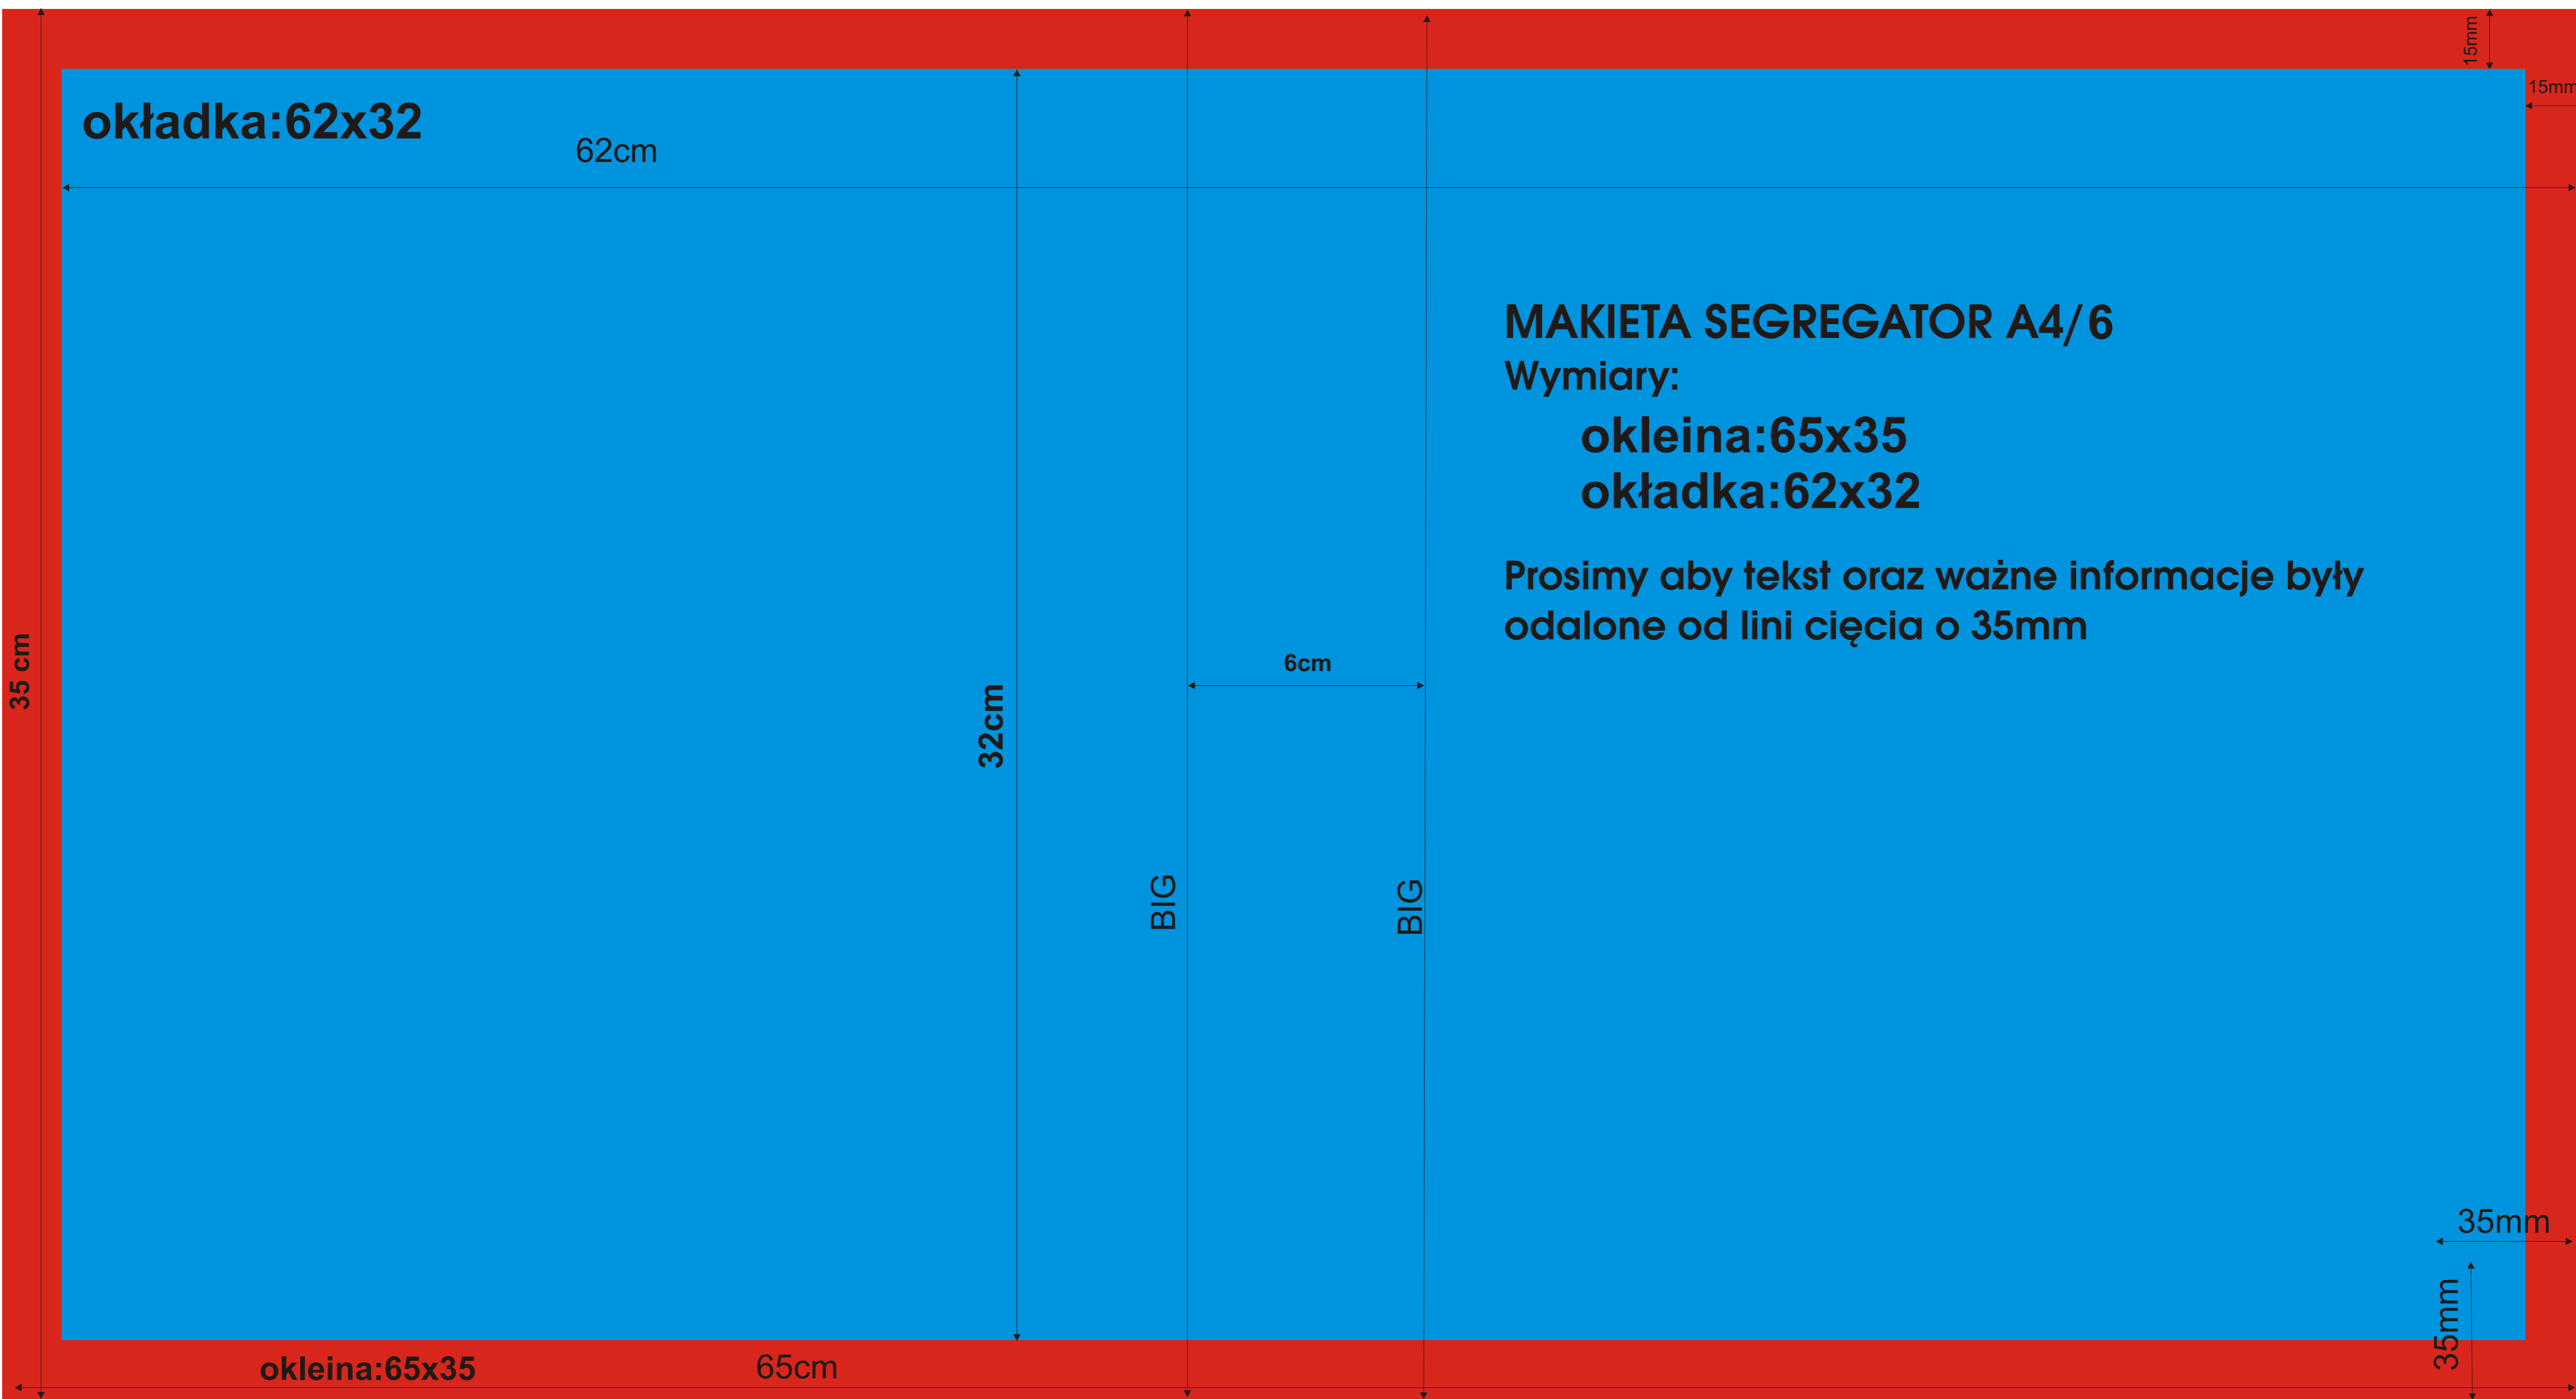 15mm
15mm
okładka:62x32
62cm
MAKIETA SEGREGATOR A4/6
Wymiary:
okleina:65x35
okładka:62x32
Prosimy aby tekst oraz ważne informacje były
odalone od lini cięcia o 35mm
35 cm
6cm
32cm
BIG
BIG
35mm
35mm
okleina:65x35
65cm